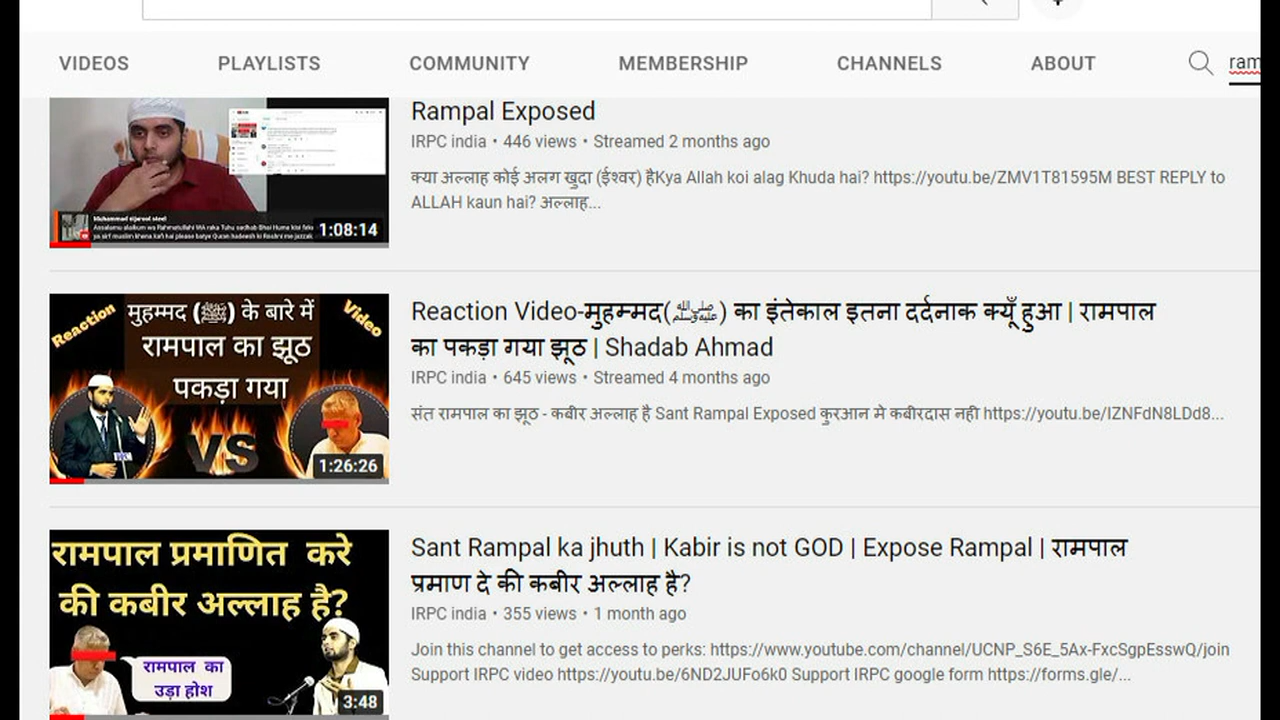 VIDEOS PLAYLISTS COMMUNITY MEMBERSHIP CHANNELS ABOUT ram
Rampal Exposed
IRPC india • 446 views • Streamed 2 months ago
क्या अल्लाह कोई अलग खुदा (ईश्वर) हैKya Allah koi alag Khuda hai? https://youtu.be/ZMV1T81595M BEST REPLY to
ALLAH kaun hai? अल्लाह...
1:08:14
Reaction मुहम्मद (ﷺ) के बारे में Video
रामपाल का झूठ
पकड़ा गया
VS
IRC
1:26:26
Reaction Video-मुहम्मद(ﷺ) का इंतेकाल इतना दर्दनाक क्यूँ हुआ | रामपाल
का पकड़ा गया झूठ | Shadab Ahmad
IRPC india • 645 views • Streamed 4 months ago
संत रामपाल का झूठ - कबीर अल्लाह है Sant Rampal Exposed कुरआन मे कबीरदास नही https://youtu.be/IZNFdN8LDd8...
रामपाल प्रमाणित करे
की कबीर अल्लाह है?
रामपाल का
उड़ा होश
3:48
Sant Rampal ka jhuth | Kabir is not GOD | Expose Rampal | रामपाल
प्रमाण दे की कबीर अल्लाह है?
IRPC india • 355 views • 1 month ago
Join this channel to get access to perks: https://www.youtube.com/channel/UCNP_S6E_5Ax-FxcSgpEsswQ/join
Support IRPC video https://youtu.be/6ND2JUFo6k0 Support IRPC google form https://forms.gle/...